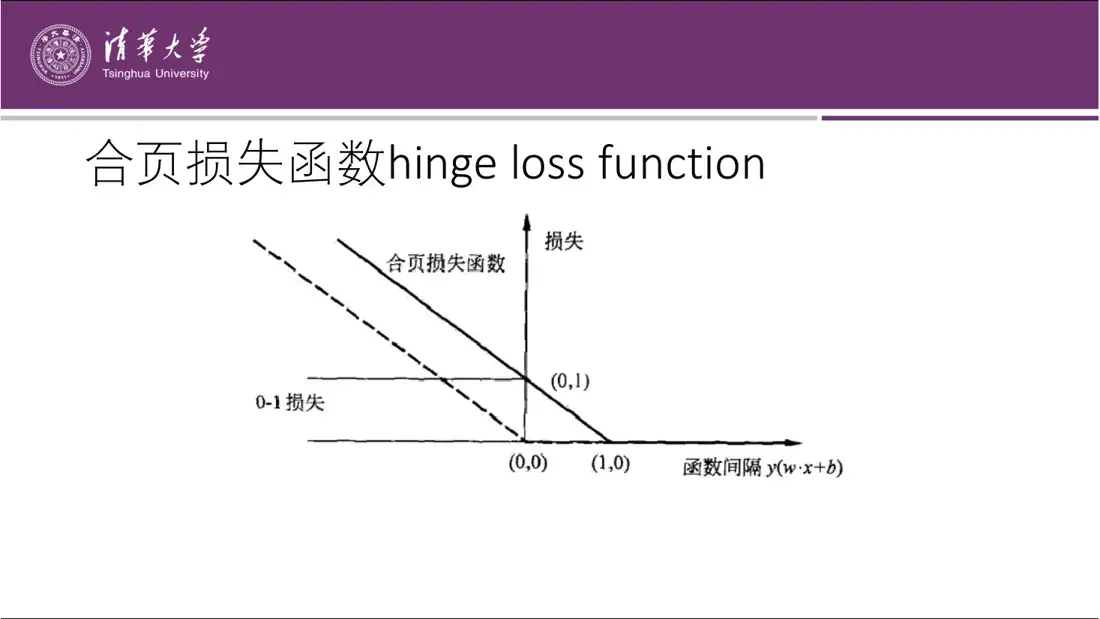 清华大学
Tsinghua University
合页损失函数hinge loss function
损失
合页损失函数
(0,1)
0-1 损失
(0,0)
(1,0)
函数间隔 y(w·x+b)